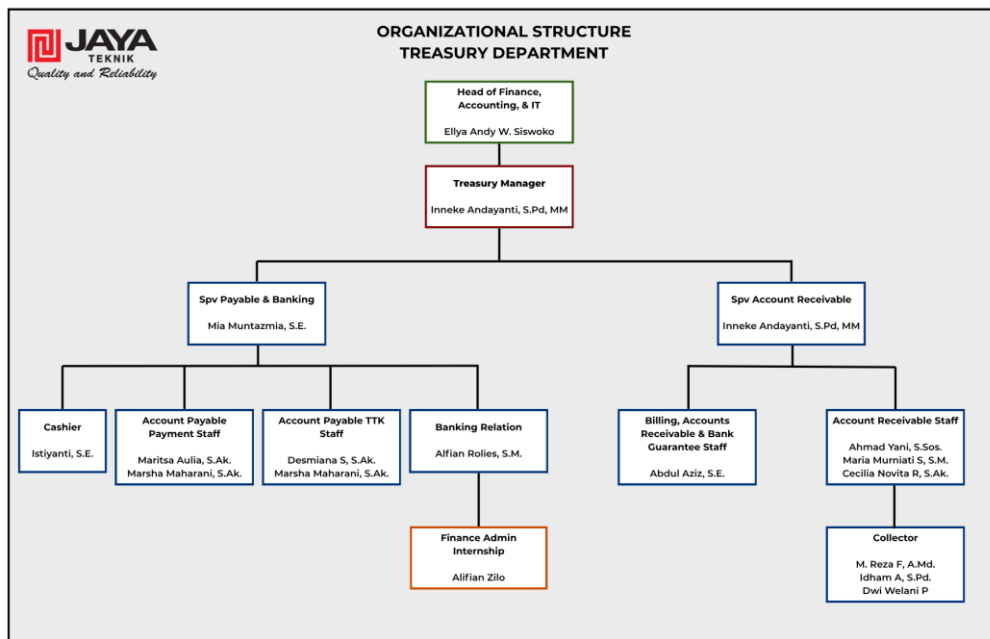 JAYA
TEKNIK
Quality and Reliability
ORGANIZATIONAL STRUCTURE
TREASURY DEPARTMENT
Head of Finance,
Accounting, & IT
Ellya Andy W. Siswoko
Treasury Manager
Inneke Andayanti, S.Pd, MM
Spv Payable & Banking
Mia Muntazmia, S.E.
Spv Account Receivable
Inneke Andayanti, S.Pd, MM
Cashier
Istiyanti, S.E.
Account Payable
Payment Staff
Maritsa Aulia, S.Ak.
Marsha Maharani, S.Ak.
Account Payable TTK
Staff
Desmiana S, S.Ak.
Marsha Maharani, S.Ak.
Banking Relation
Alfian Rolies, S.M.
Billing, Accounts
Receivable & Bank
Guarantee Staff
Abdul Aziz, S.E.
Account Receivable Staff
Ahmad Yani, S.Sos.
Maria Murniati S, S.M.
Cecilia Novita R, S.Ak.
Finance Admin
Internship
Alifian Zilo
Collector
M. Reza F, A.Md.
Idham A, S.Pd.
Dwi Welani P